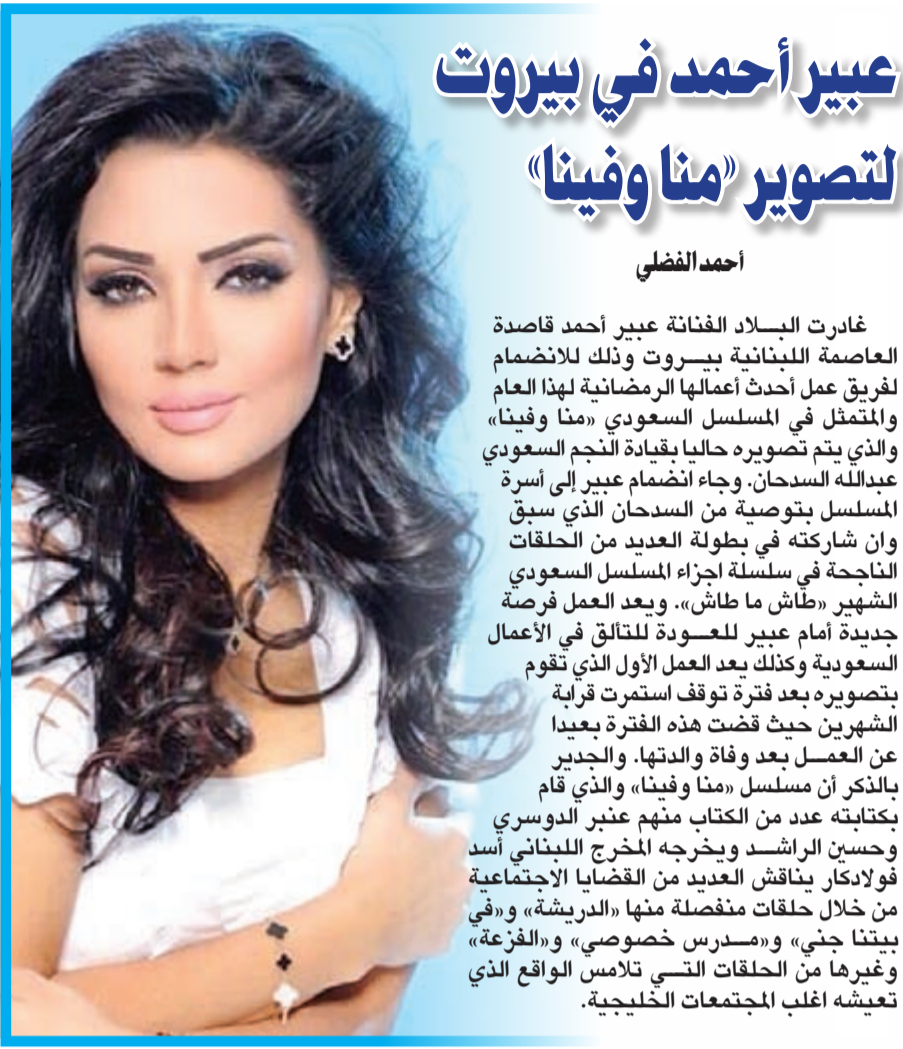 عبير أحمد في بيروت
لتصوير «منا وفينا»
أحمد الفضلي
غادرت البـــلاد الفنانة عبير أحمد قاصدة
العاصمة اللبنانية بيـــروت وذلك للانضمام
لفريق عمل أحدث أعمالها الرمضانية لهذا العام
والمتمثل في المسلسل السعودي «منا وفينا»
والذي يتم تصويره حاليا بقيادة النجم السعودي
عبدالله السدحان. وجاء انضمام عبير إلى أسرة
المسلسل بتوصية من السدحان الذي سبق
وان شاركته في بطولة العديد من الحلقات
الناجحة في سلسلة اجزاء المسلسل السعودي
الشهير «طاش ما طاش». ويعد العمل فرصة
جديدة أمام عبير للعـــودة للتألق في الأعمال
السعودية وكذلك يعد العمل الأول الذي تقوم
بتصويره بعد فترة توقف استمرت قرابة
الشهرين حيث قضت هذه الفترة بعيدا
عن العمـــل بعد وفاة والدتها. والجدير
بالذكر أن مسلسل «منا وفينا» والذي قام
بكتابته عدد من الكتاب منهم عنبر الدوسري
وحسين الراشـــد ويخرجه المخرج اللبناني أسد
فولادكار يناقش العديد من القضايا الاجتماعية
من خلال حلقات منفصلة منها «الدريشة» و«في
بيتنا جني» و«مـــدرس خصوصي» و«الفزعة»
وغيرها من الحلقات التـــي تلامس الواقع الذي
تعيشه اغلب المجتمعات الخليجية.